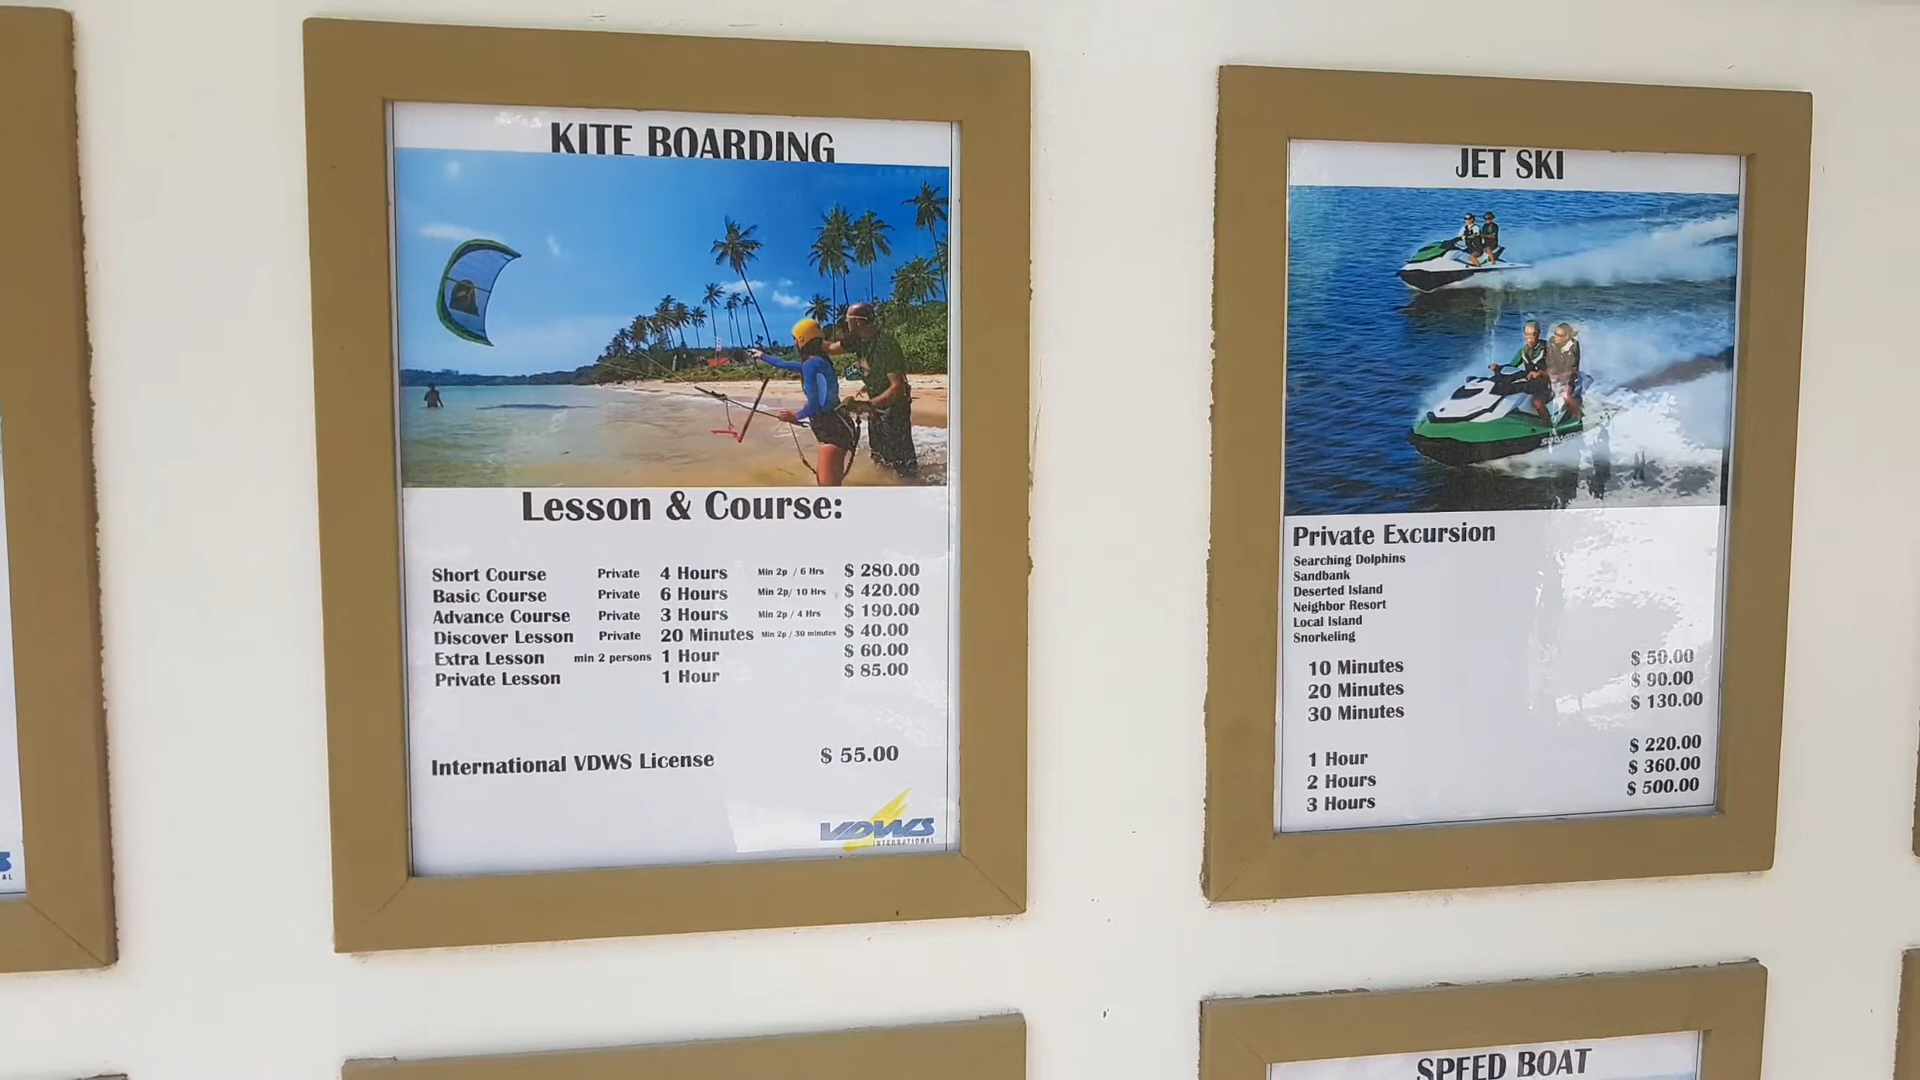 KITE BOARDING
Lesson & Course:
Short Course Private 4 Hours Min 2p / 6 Hrs $ 280.00
Basic Course Private 6 Hours Min 2p/ 10 Hrs $ 420.00
Advance Course Private 3 Hours Min 2p / 4 Hrs $ 190.00
Discover Lesson Private 20 Minutes Min 2p / 30 minutes $ 40.00
Extra Lesson min 2 persons 1 Hour $ 60.00
Private Lesson 1 Hour $ 85.00
International VDWS License $ 55.00
VDWS
INTERNATIONAL
JET SKI
Private Excursion
Searching Dolphins
Sandbank
Deserted Island
Neighbor Resort
Local Island
Snorkeling
10 Minutes $ 50.00
20 Minutes $ 90.00
30 Minutes $ 130.00
1 Hour $ 220.00
2 Hours $ 360.00
3 Hours $ 500.00
SPEED BOAT